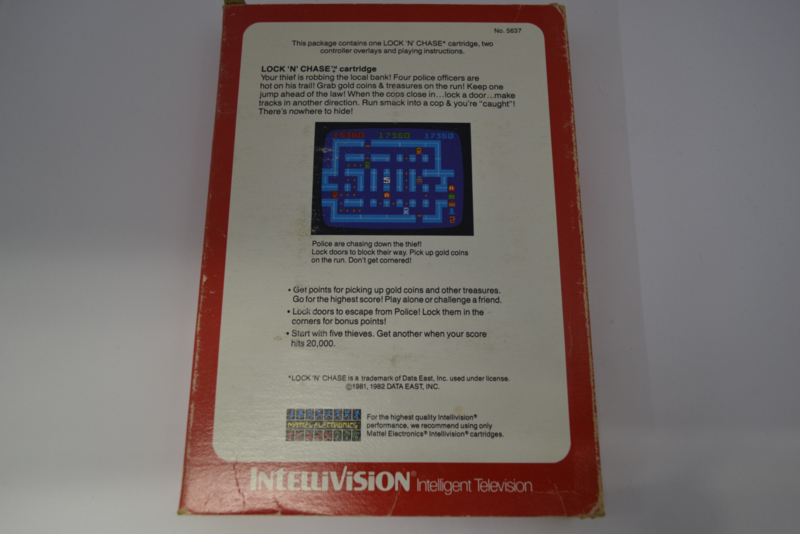 No. 5637
This package contains one LOCK 'N' CHASE* cartridge, two
controller overlays and playing instructions.
LOCK 'N' CHASE™ cartridge
Your thief is robbing the local bank! Four police officers are
hot on his trail! Grab gold coins & treasures on the run! Keep one
jump ahead of the law! When the cops close in...lock a door...make
tracks in another direction. Run smack into a cop & you're "caught"!
There's nowhere to hide!
17360 17360
5
2
Police are chasing down the thief!
Lock doors to block their way. Pick up gold coins
on the run. Don't get cornered!
• Get points for picking up gold coins and other treasures.
Go for the highest score! Play alone or challenge a friend.
• Lock doors to escape from Police! Lock them in the
corners for bonus points!
• Start with five thieves. Get another when your score
hits 20,000.
*LOCK 'N' CHASE is a trademark of Data East, Inc. used under license.
©1981, 1982 DATA EAST, INC.
MATTEL ELECTRONICS
For the highest quality Intellivision®
performance, we recommend using only
Mattel Electronics® Intellivision® cartridges.
INTELLIVISION® Intelligent Television